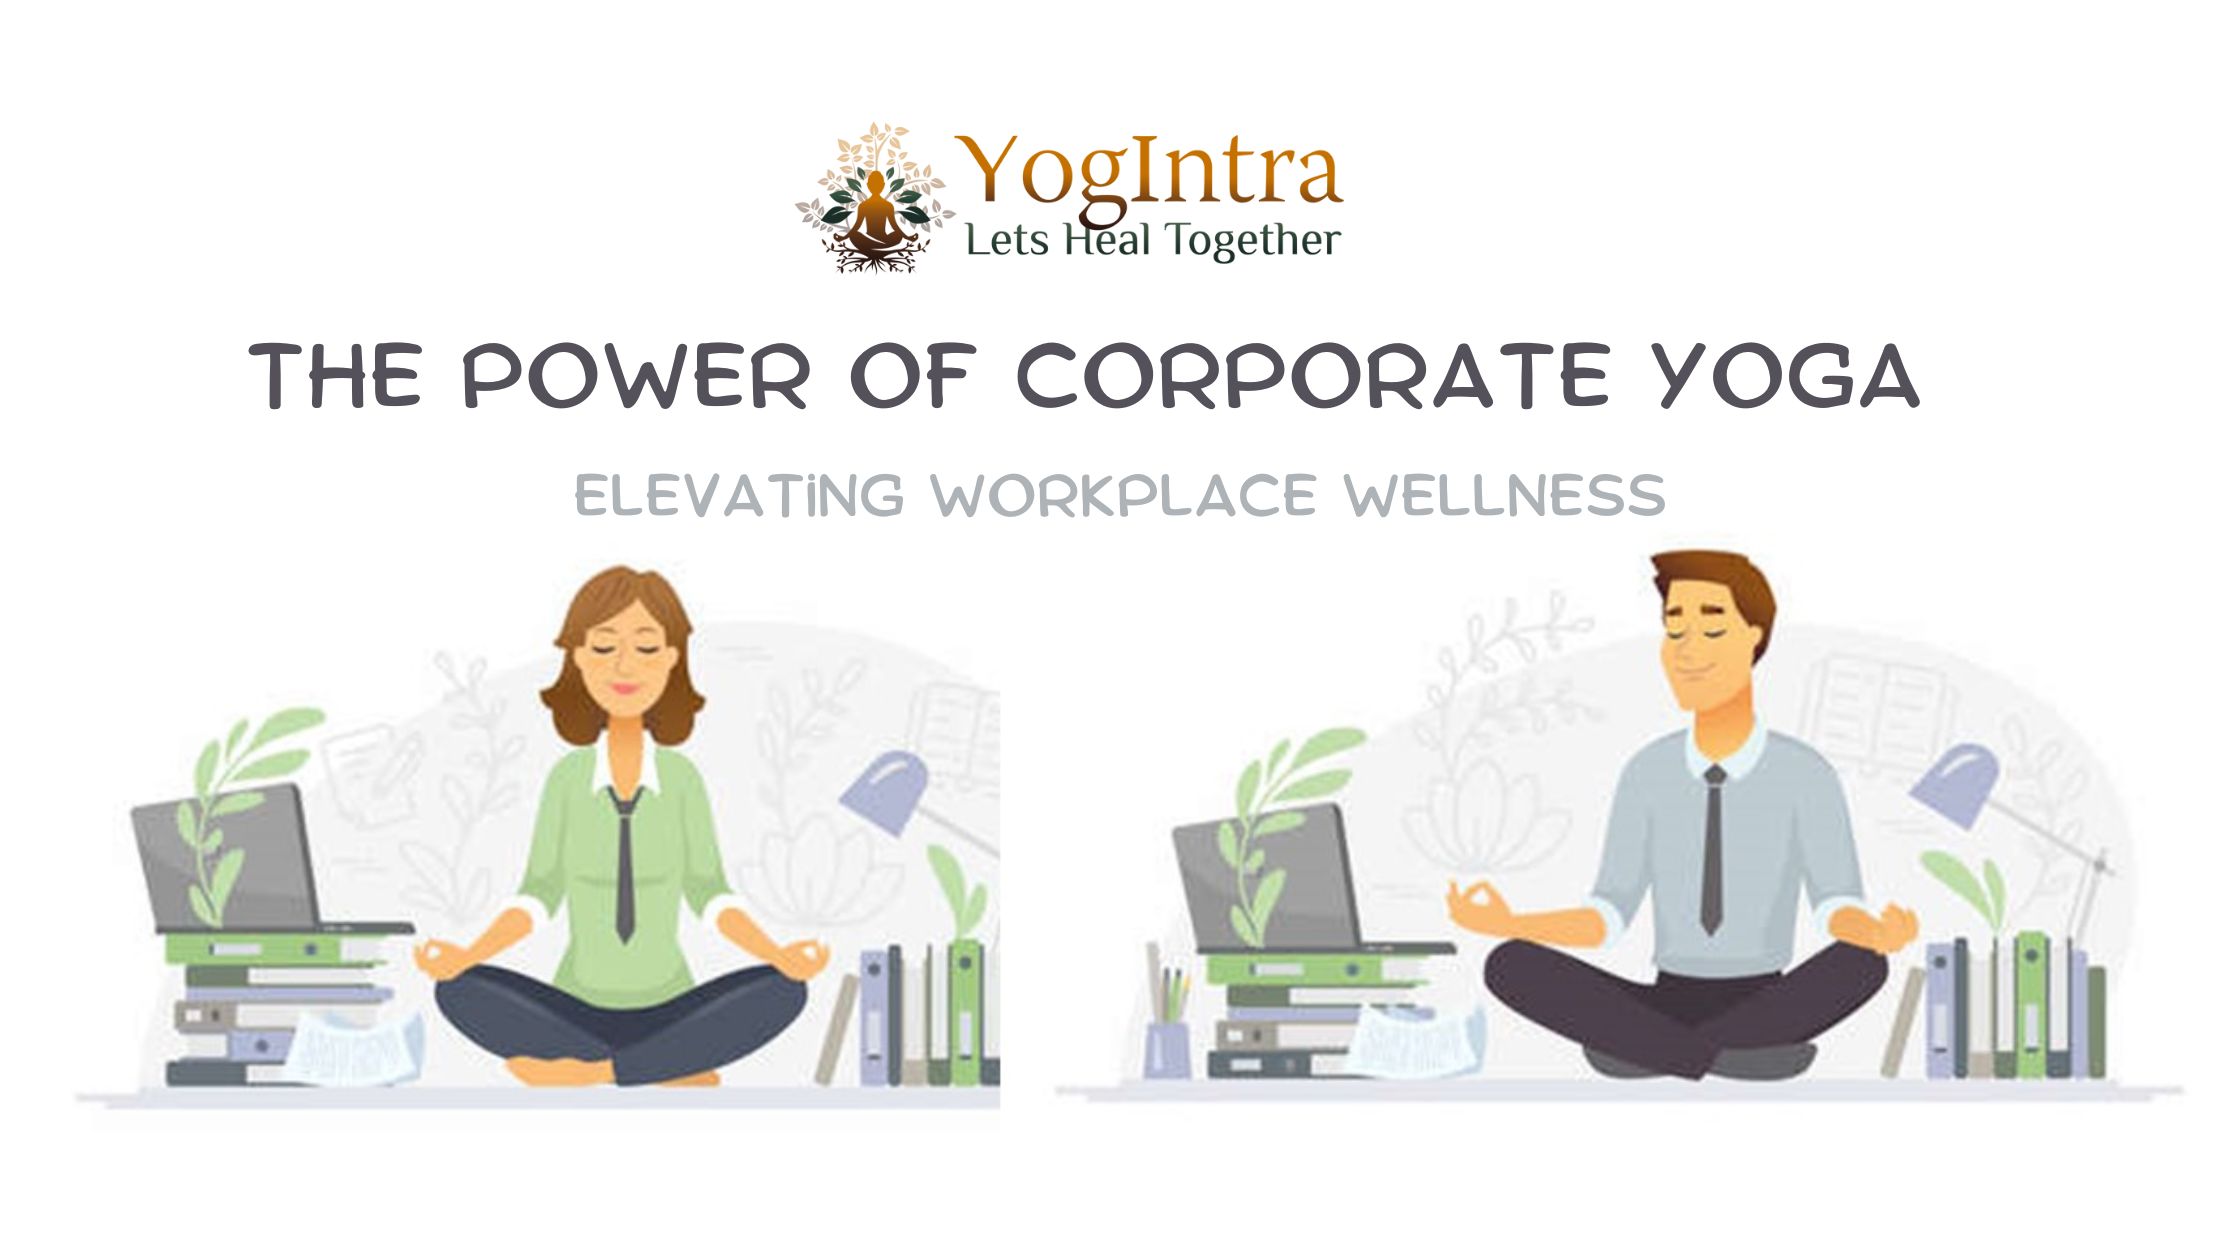 YogIntra
Lets Heal Together
THE POWER OF CORPORATE YOGA
ELEVATiNG WORKPLACE WELLNESS